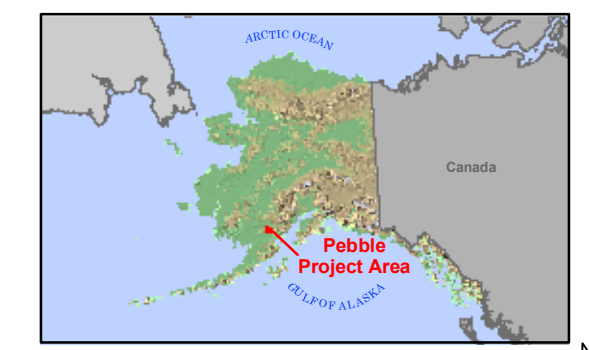 ARCTIC OCEAN
Canada
Pebble
Project Area
GULF OF ALASKA
N